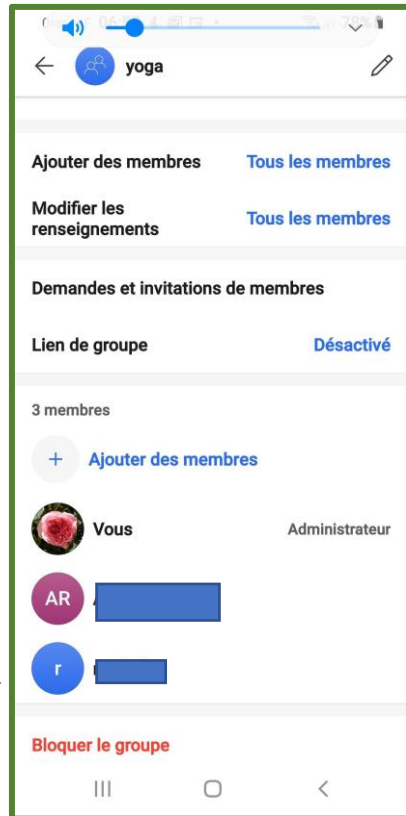 yoga
Ajouter des membres Tous les membres
Modifier les
renseignements Tous les membres
Demandes et invitations de membres
Lien de groupe Désactivé
3 membres
+ Ajouter des membres
Vous Administrateur
AR
r
Bloquer le groupe